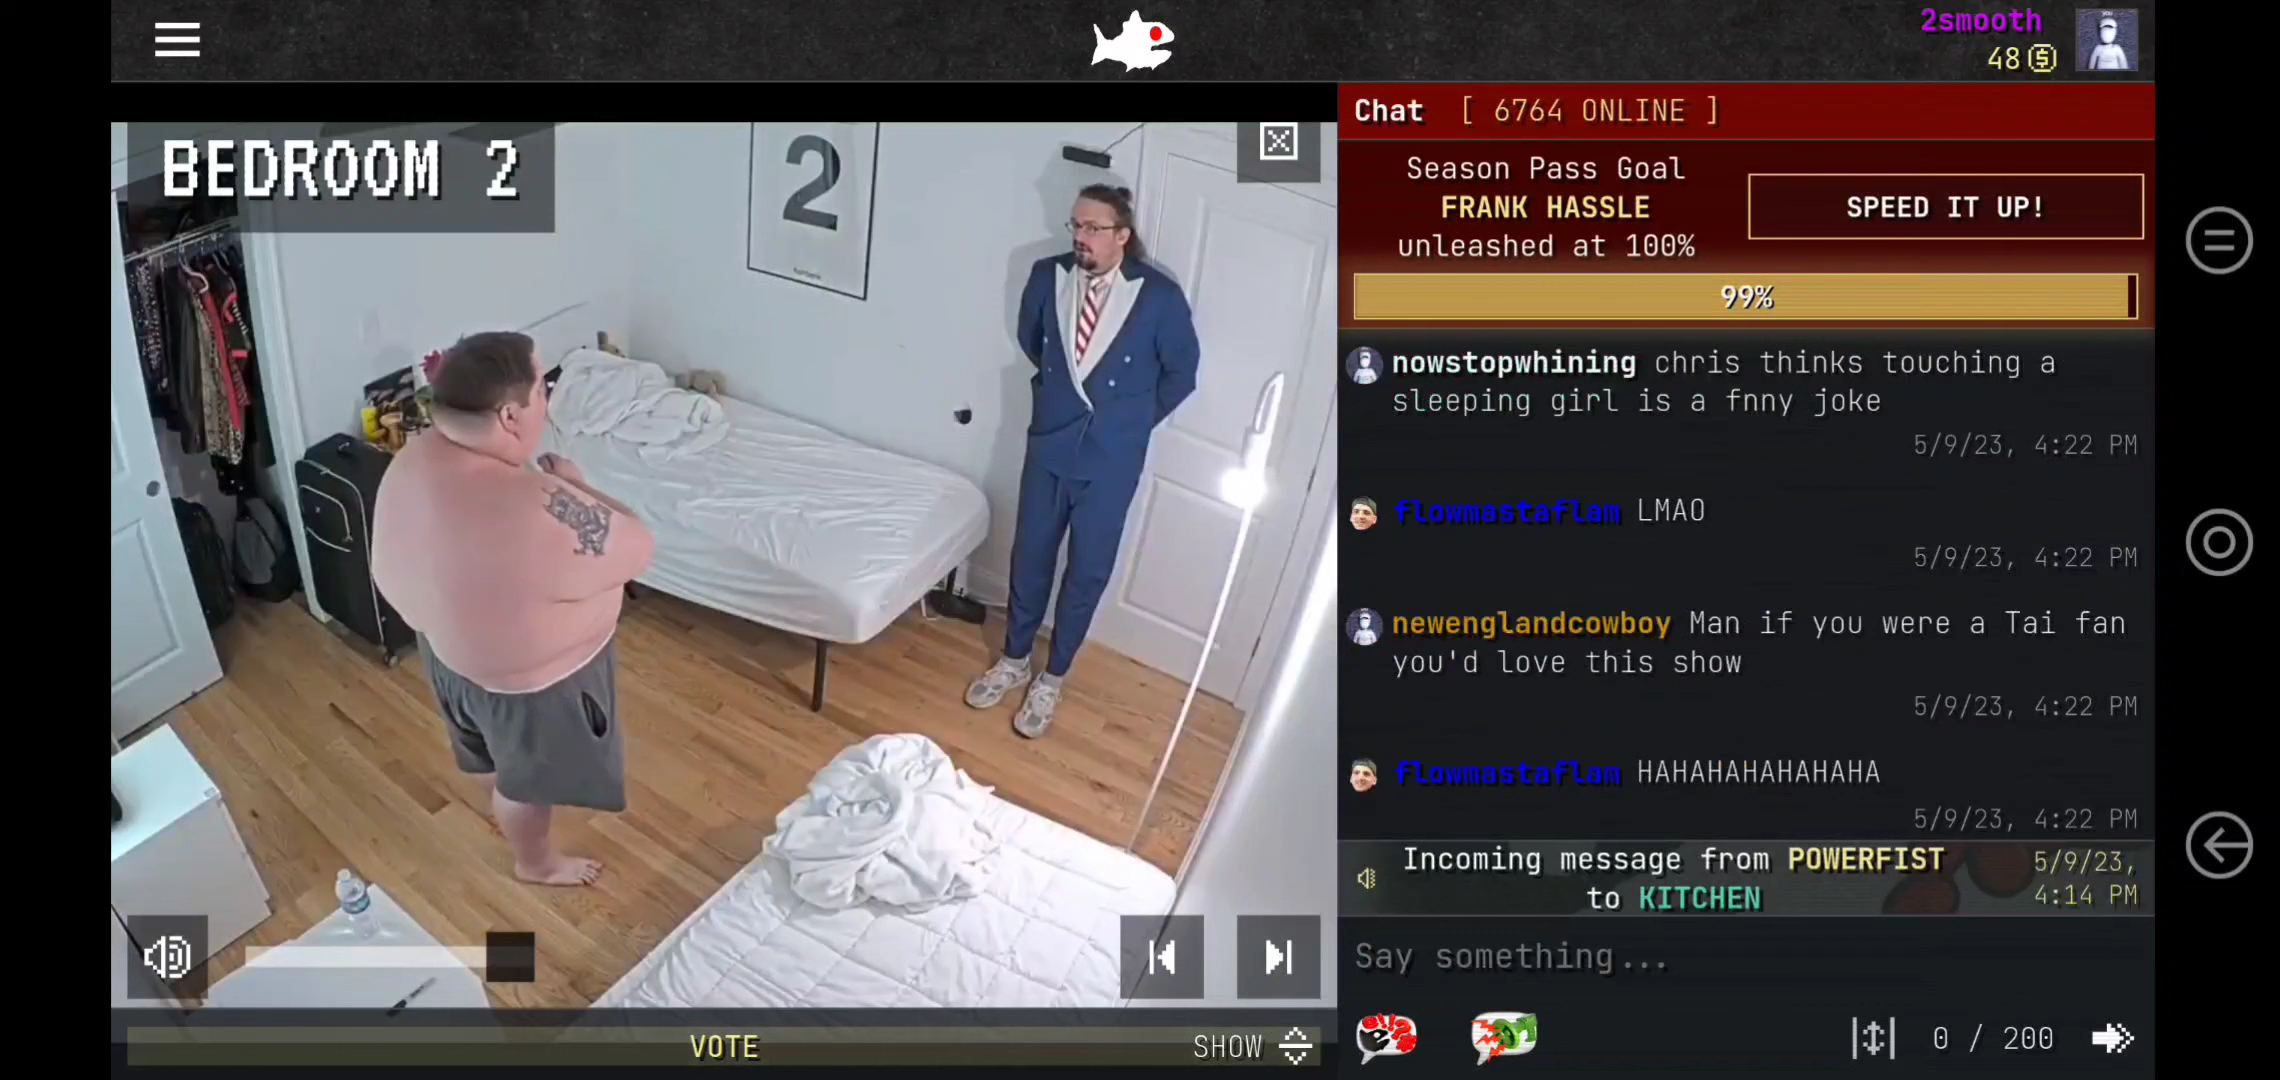 2smooth
48
BEDROOM 2
2
Chat [ 6764 ONLINE ]
Season Pass Goal
FRANK HASSLE
unleashed at 100%
SPEED IT UP!
99%
nowstopwhining chris thinks touching a
sleeping girl is a fnny joke
5/9/23, 4:22 PM
flowmastaflam LMAO
5/9/23, 4:22 PM
newenglandcowboy Man if you were a Tai fan
you'd love this show
5/9/23, 4:22 PM
flowmastaflam HAHAHAHAHAHAHA
5/9/23, 4:22 PM
Incoming message from POWERFIST
to KITCHEN
5/9/23,
4:14 PM
Say something...
0 / 200
VOTE
SHOW